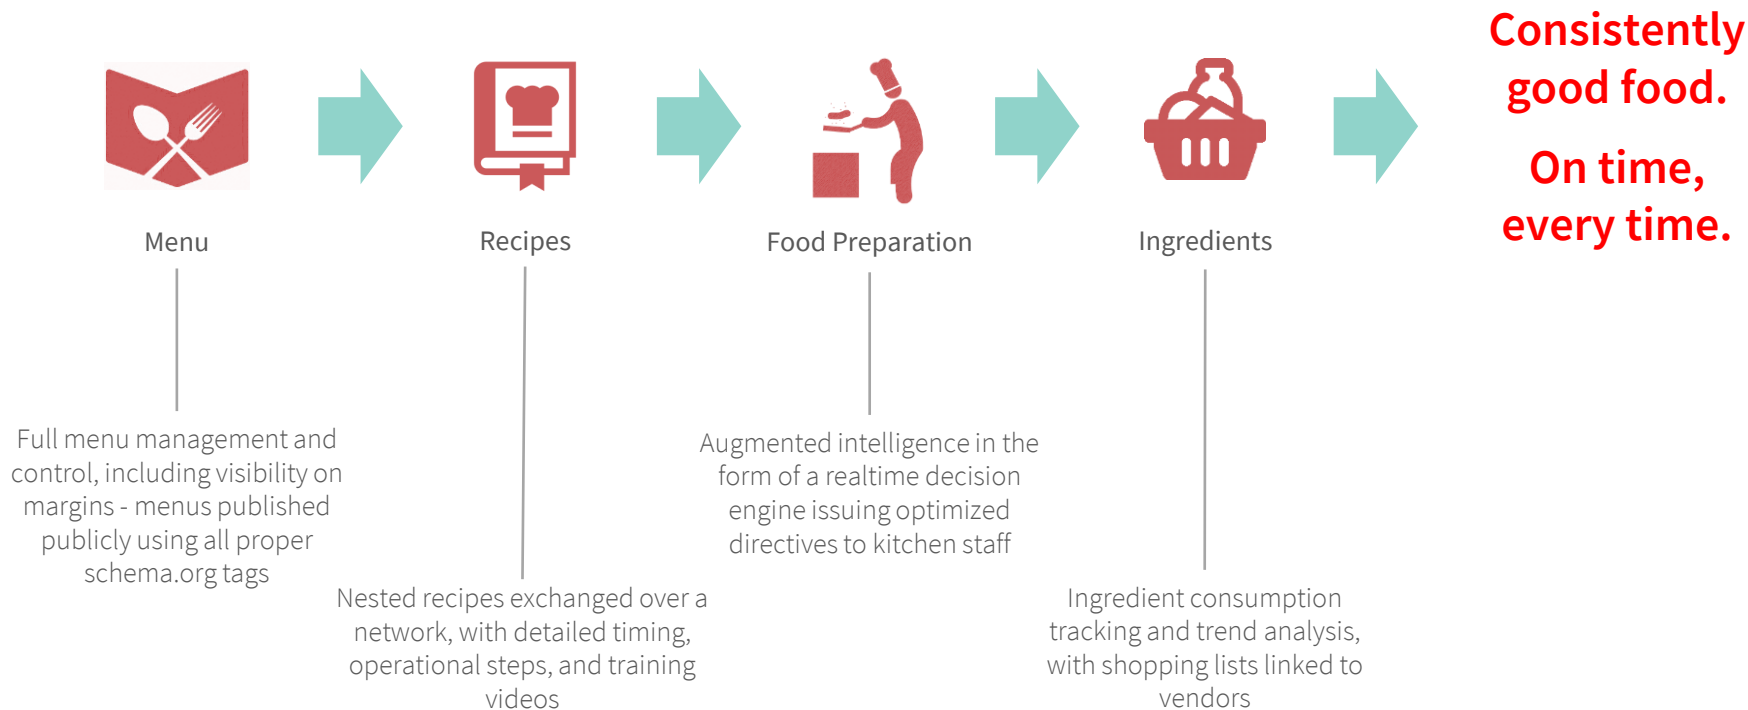 Consistently
good food.
On time,
every time.
Menu
Recipes
Food Preparation
Ingredients
Full menu management and
control, including visibility on
margins - menus published
publicly using all proper
schema.org tags
Nested recipes exchanged over a
network, with detailed timing,
operational steps, and training
videos
Augmented intelligence in the
form of a realtime decision
engine issuing optimized
directives to kitchen staff
Ingredient consumption
tracking and trend analysis,
with shopping lists linked to
vendors